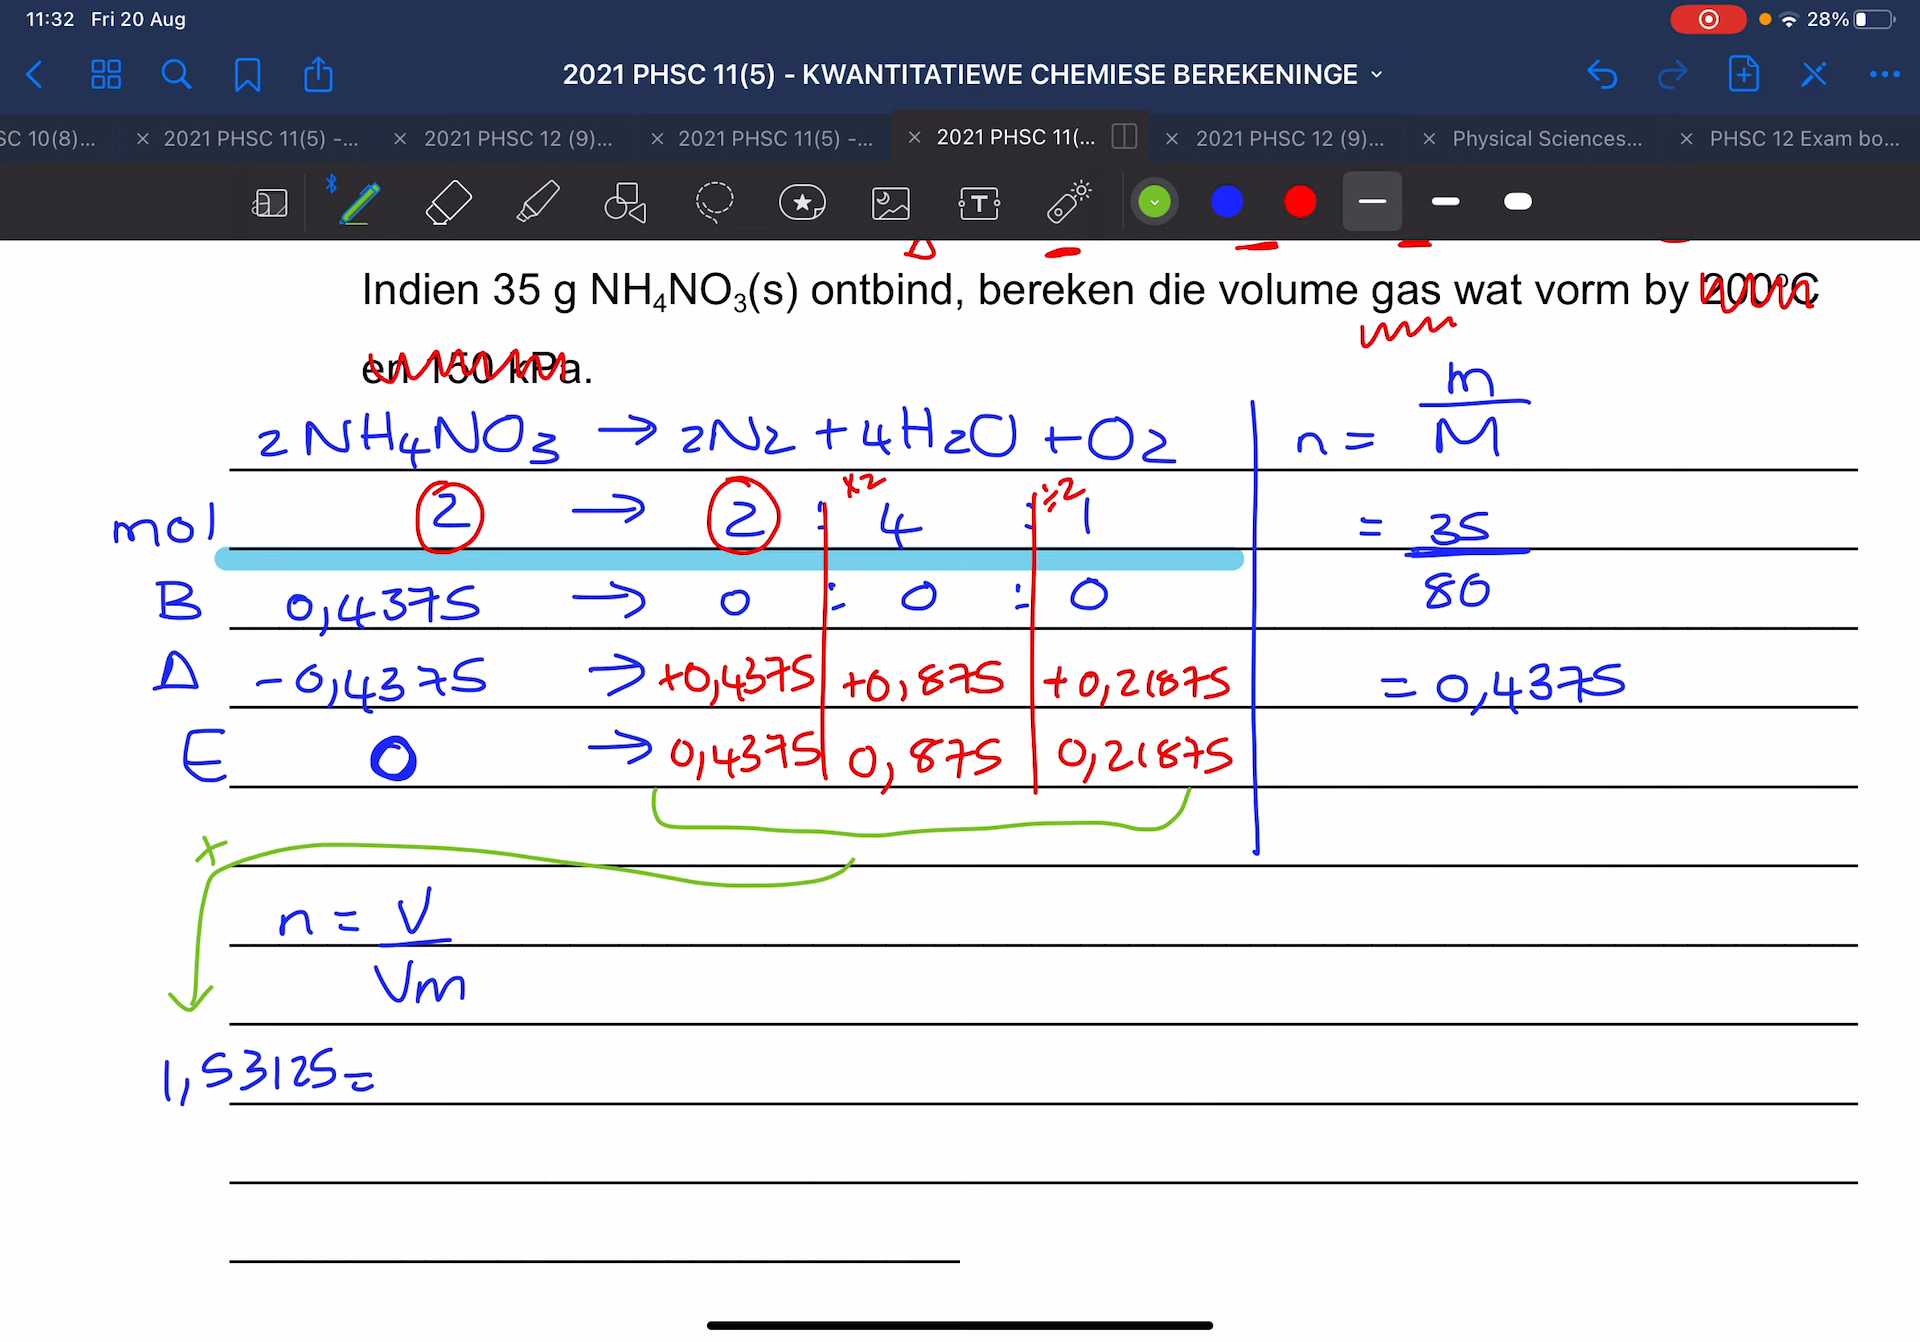 11:32 Fri 20 Aug 28%
2021 PHSC 11(5) - KWANTITATIEWE CHEMIESE BEREKENINGE
SC 10(8)... 2021 PHSC 11(5) -... 2021 PHSC 12 (9)... 2021 PHSC 11(5) -... 2021 PHSC 11(... 2021 PHSC 12 (9)... Physical Sciences... PHSC 12 Exam bo...
Indien 35 g NH₄NO₃(s) ontbind, bereken die volume gas wat vorm by 200°C
en 150 kPa.
2NH4NO3 → 2N2 + 4H2O + O2
mol 2 → 2 : 4 : 1
×2 ÷2
B 0,4375 → 0 : 0 : 0
Δ -0,4375 → +0,4375 +0,875 +0,21875
E 0 → 0,4375 0,875 0,21875
n = m/M
= 35/80
= 0,4375
+
n = V/Vm
1,53125 =